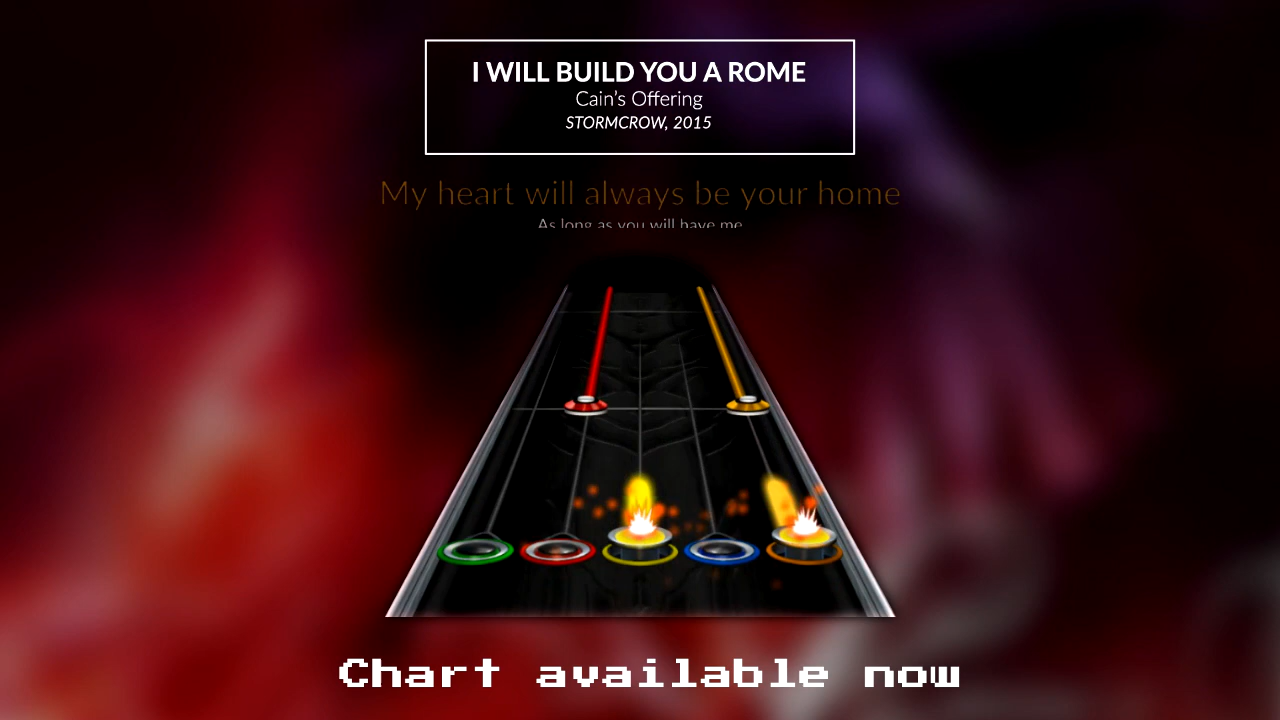 I WILL BUILD YOU A ROME
Cain's Offering
STORMCROW, 2015
My heart will always be your home
As long as you will have me
Chart available now